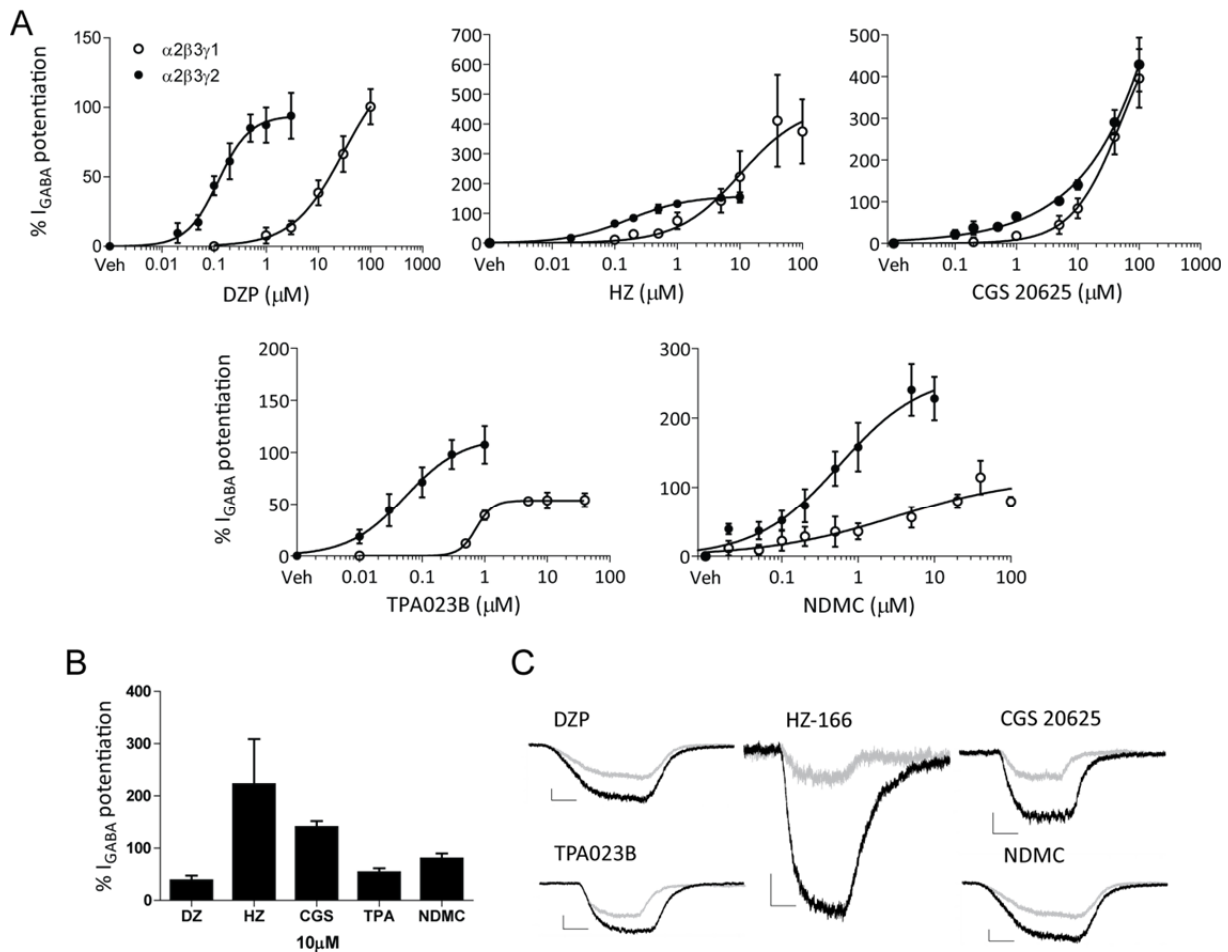 A
α2β3γ1
α2β3γ2
% I_GABA potentiation
150
100
50
0
Veh 0.01 0.1 1 10 100 1000
DZP (μM)
700
600
500
400
300
200
100
0
Veh 0.01 0.1 1 10 100
HZ (μM)
500
400
300
200
100
0
Veh 0.1 1 10 100 1000
CGS 20625 (μM)
% I_GABA potentiation
200
150
100
50
0
Veh 0.01 0.1 1 10 100
TPA023B (μM)
300
200
100
0
Veh 0.1 1 10 100
NDMC (μM)
B
% I_GABA potentiation
400
300
200
100
0
DZ HZ CGS TPA NDMC
10μM
C
DZP
HZ-166
CGS 20625
TPA023B
NDMC